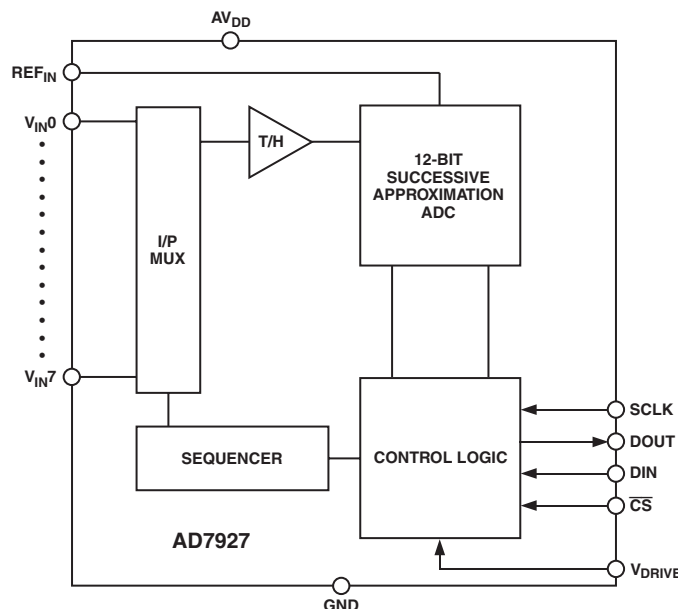 AVDD
REFIN
VIN0
T/H
12-BIT
SUCCESSIVE
APPROXIMATION
ADC
I/P
MUX
VIN7
SCLK
SEQUENCER
CONTROL LOGIC
DOUT
DIN
CS
AD7927
VDRIVE
GND